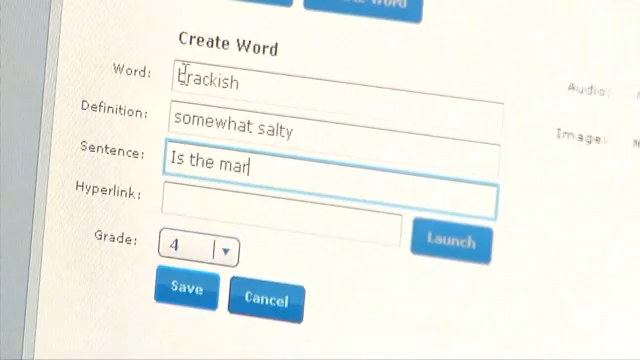 Word
Create Word
Word: brackish
Audio:
Definition: somewhat salty
Image:
Sentence: Is the mar
Hyperlink:
Launch
Grade: 4
Save Cancel